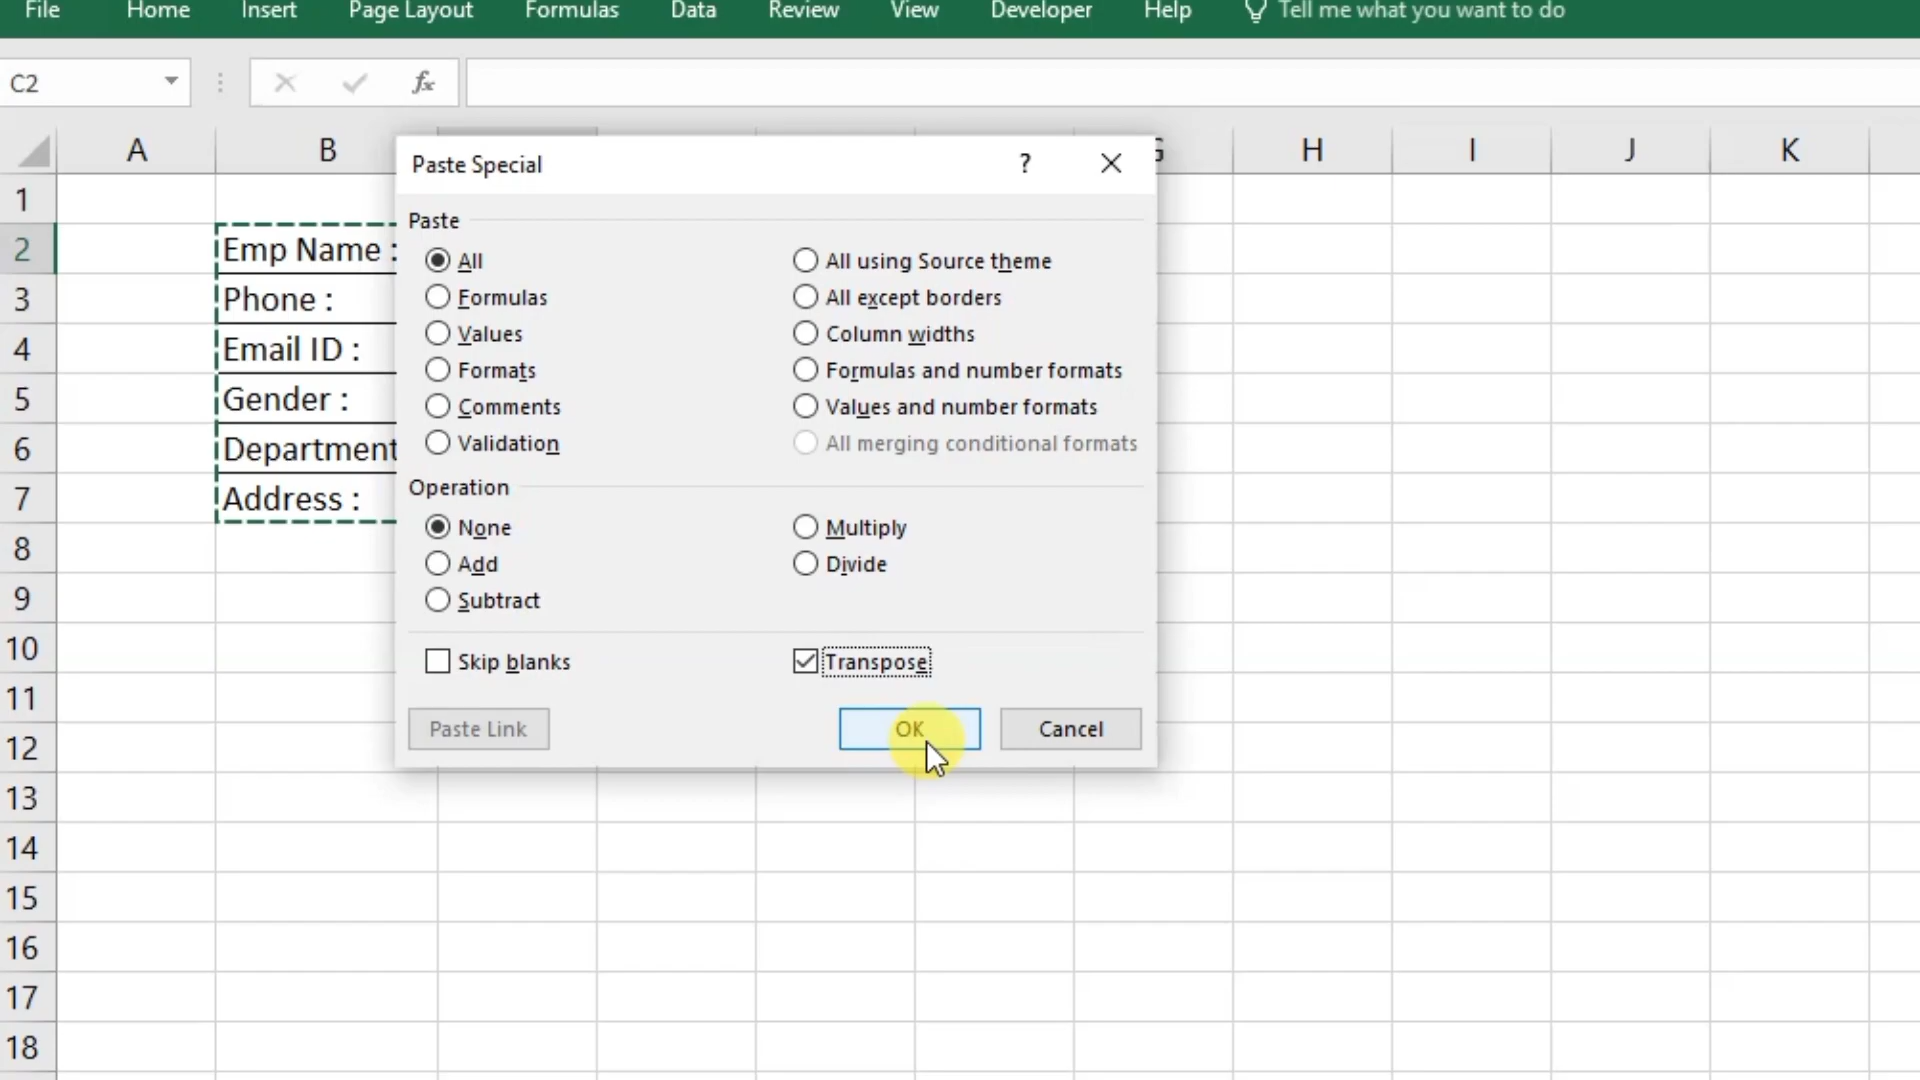 File Home Insert Page Layout Formulas Data Review View Developer Help Tell me what you want to do
C2 fx
A B G H I J K
Paste Special ? ×
Paste
All All using Source theme
Formulas All except borders
Values Column widths
Formats Formulas and number formats
Comments Values and number formats
Validation All merging conditional formats
Operation
None Multiply
Add Divide
Subtract
Skip blanks Transpose
Paste Link OK Cancel
1
2 Emp Name :
3 Phone :
4 Email ID :
5 Gender :
6 Department
7 Address :
8
9
10
11
12
13
14
15
16
17
18